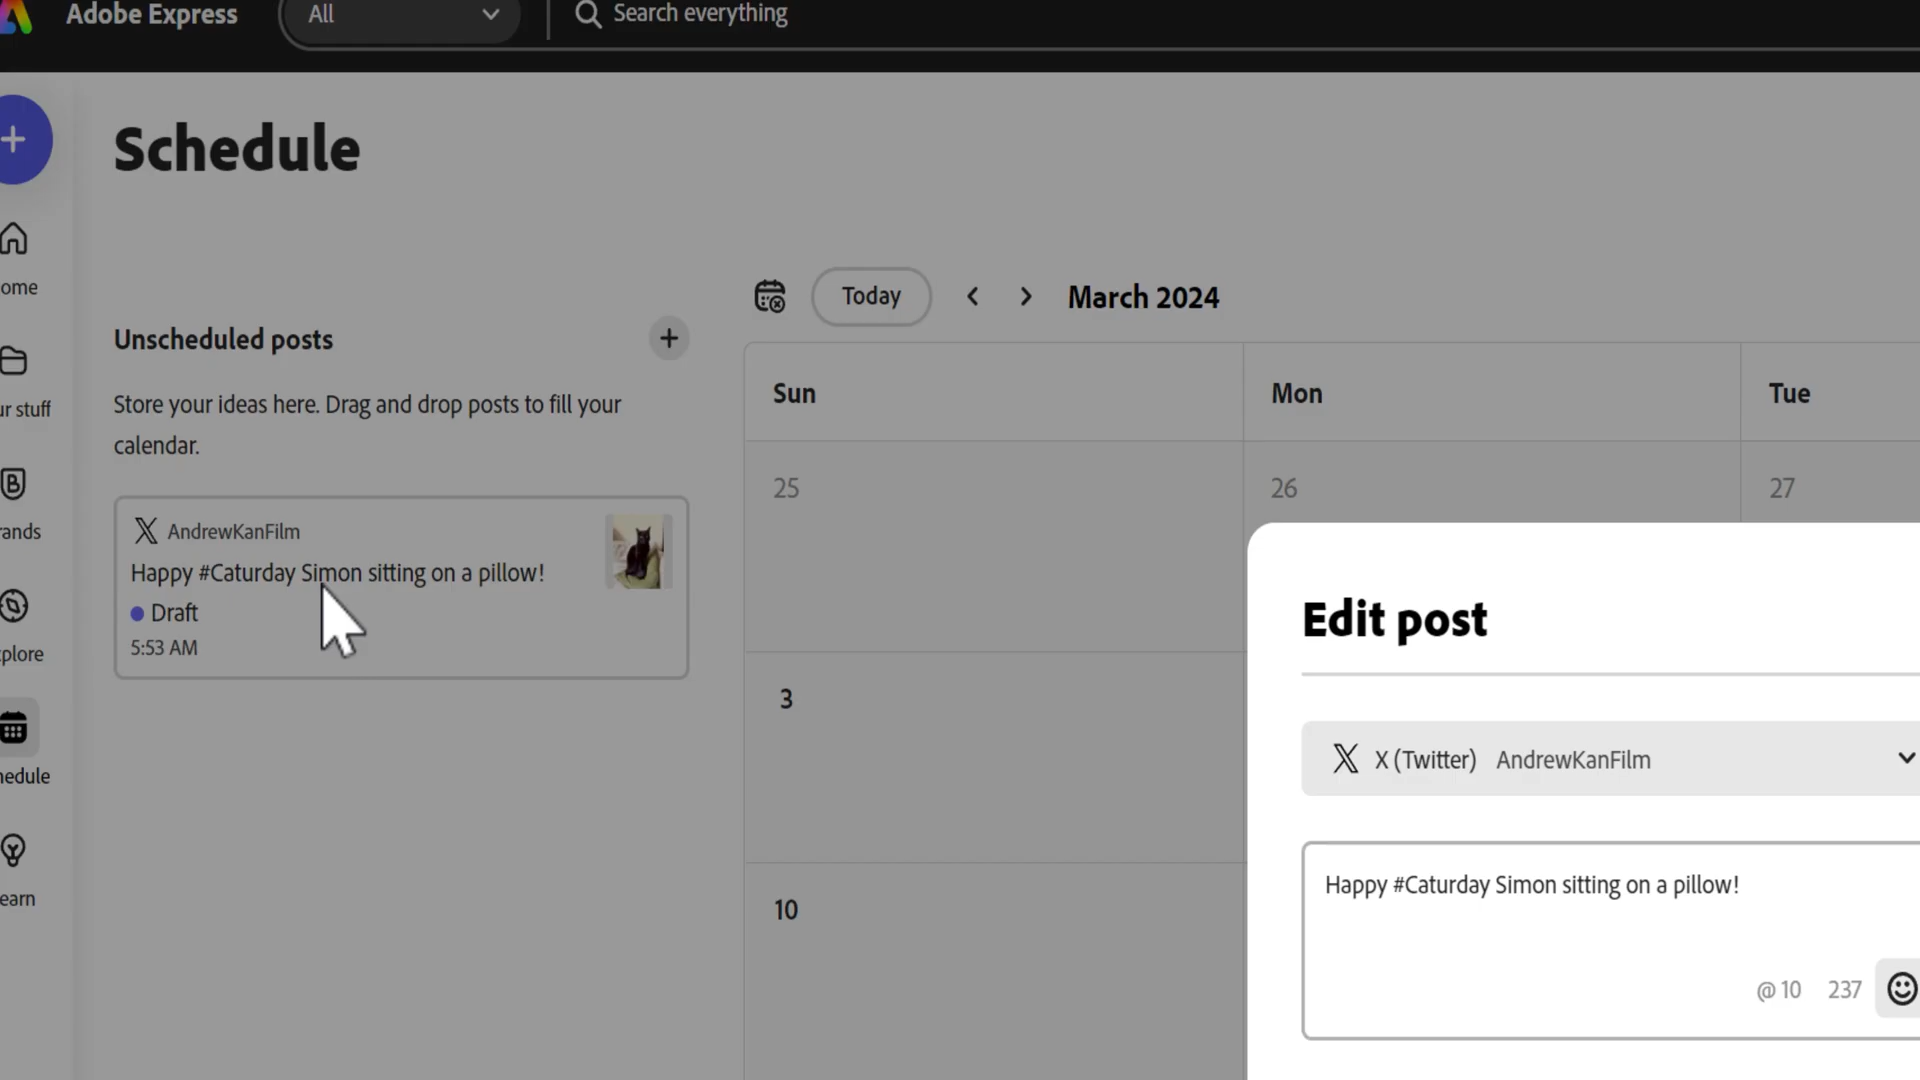 Adobe Express
All
Search everything
Schedule
ome
Today
March 2024
Unscheduled posts
Store your ideas here. Drag and drop posts to fill your
calendar.
Sun
Mon
Tue
ur stuff
25
26
27
ands
AndrewKanFilm
Happy #Caturday Simon sitting on a pillow!
Draft
5:53 AM
plore
Edit post
3
X (Twitter) AndrewKanFilm
hedule
Happy #Caturday Simon sitting on a pillow!
earn
10
@ 10
237